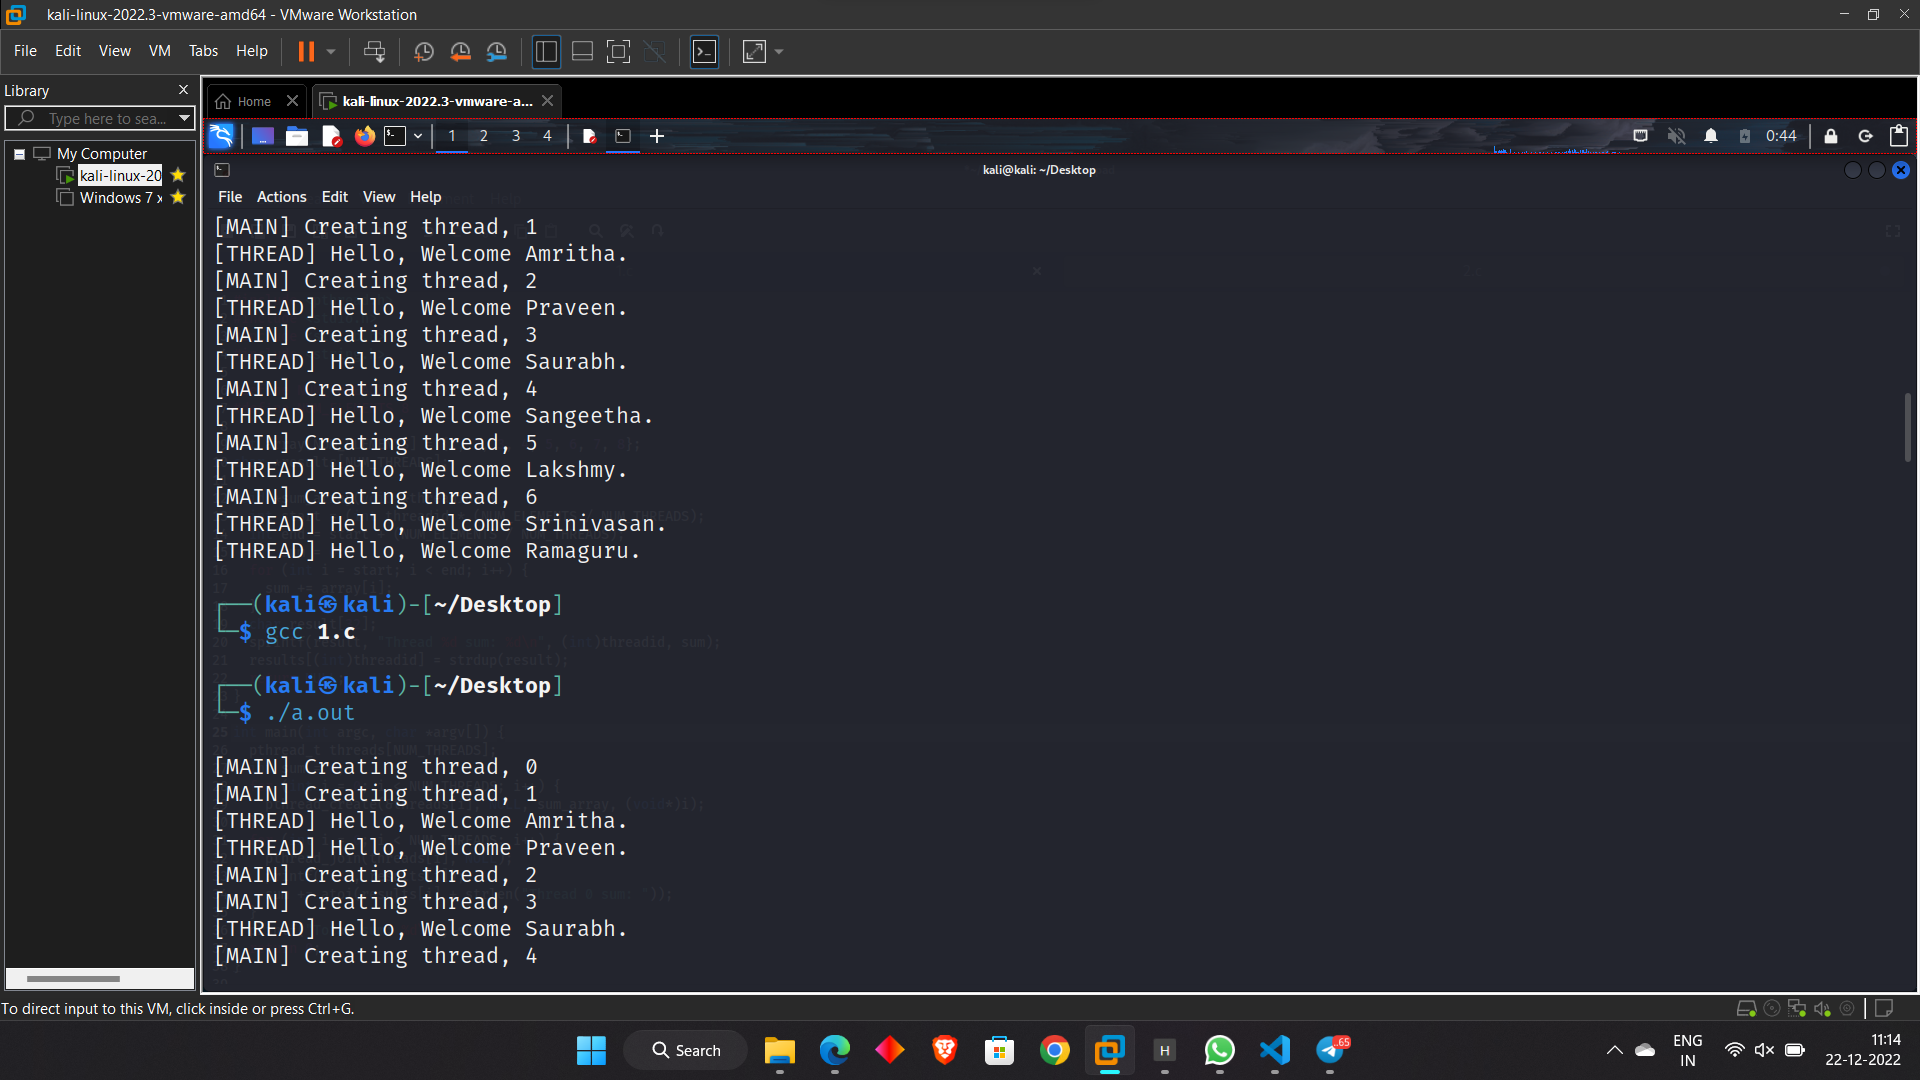 kali-linux-2022.3-vmware-amd64 - VMware Workstation
File Edit View VM Tabs Help
Library
Type here to sea...
My Computer
kali-linux-20
Windows 7 x
Home
kali-linux-2022.3-vmware-a...
1 2 3 4
0:44
kali@kali: ~/Desktop
File Actions Edit View Help
[MAIN] Creating thread, 1
[THREAD] Hello, Welcome Amritha.
[MAIN] Creating thread, 2
[THREAD] Hello, Welcome Praveen.
[MAIN] Creating thread, 3
[THREAD] Hello, Welcome Saurabh.
[MAIN] Creating thread, 4
[THREAD] Hello, Welcome Sangeetha.
[MAIN] Creating thread, 5
[THREAD] Hello, Welcome Lakshmy.
[MAIN] Creating thread, 6
[THREAD] Hello, Welcome Srinivasan.
[THREAD] Hello, Welcome Ramaguru.
┌──(kali㉿kali)-[~/Desktop]
└─$ gcc 1.c
┌──(kali㉿kali)-[~/Desktop]
└─$ ./a.out
[MAIN] Creating thread, 0
[MAIN] Creating thread, 1
[THREAD] Hello, Welcome Amritha.
[THREAD] Hello, Welcome Praveen.
[MAIN] Creating thread, 2
[MAIN] Creating thread, 3
[THREAD] Hello, Welcome Saurabh.
[MAIN] Creating thread, 4
To direct input to this VM, click inside or press Ctrl+G.
Search
H
.65
ENG
IN
11:14
22-12-2022